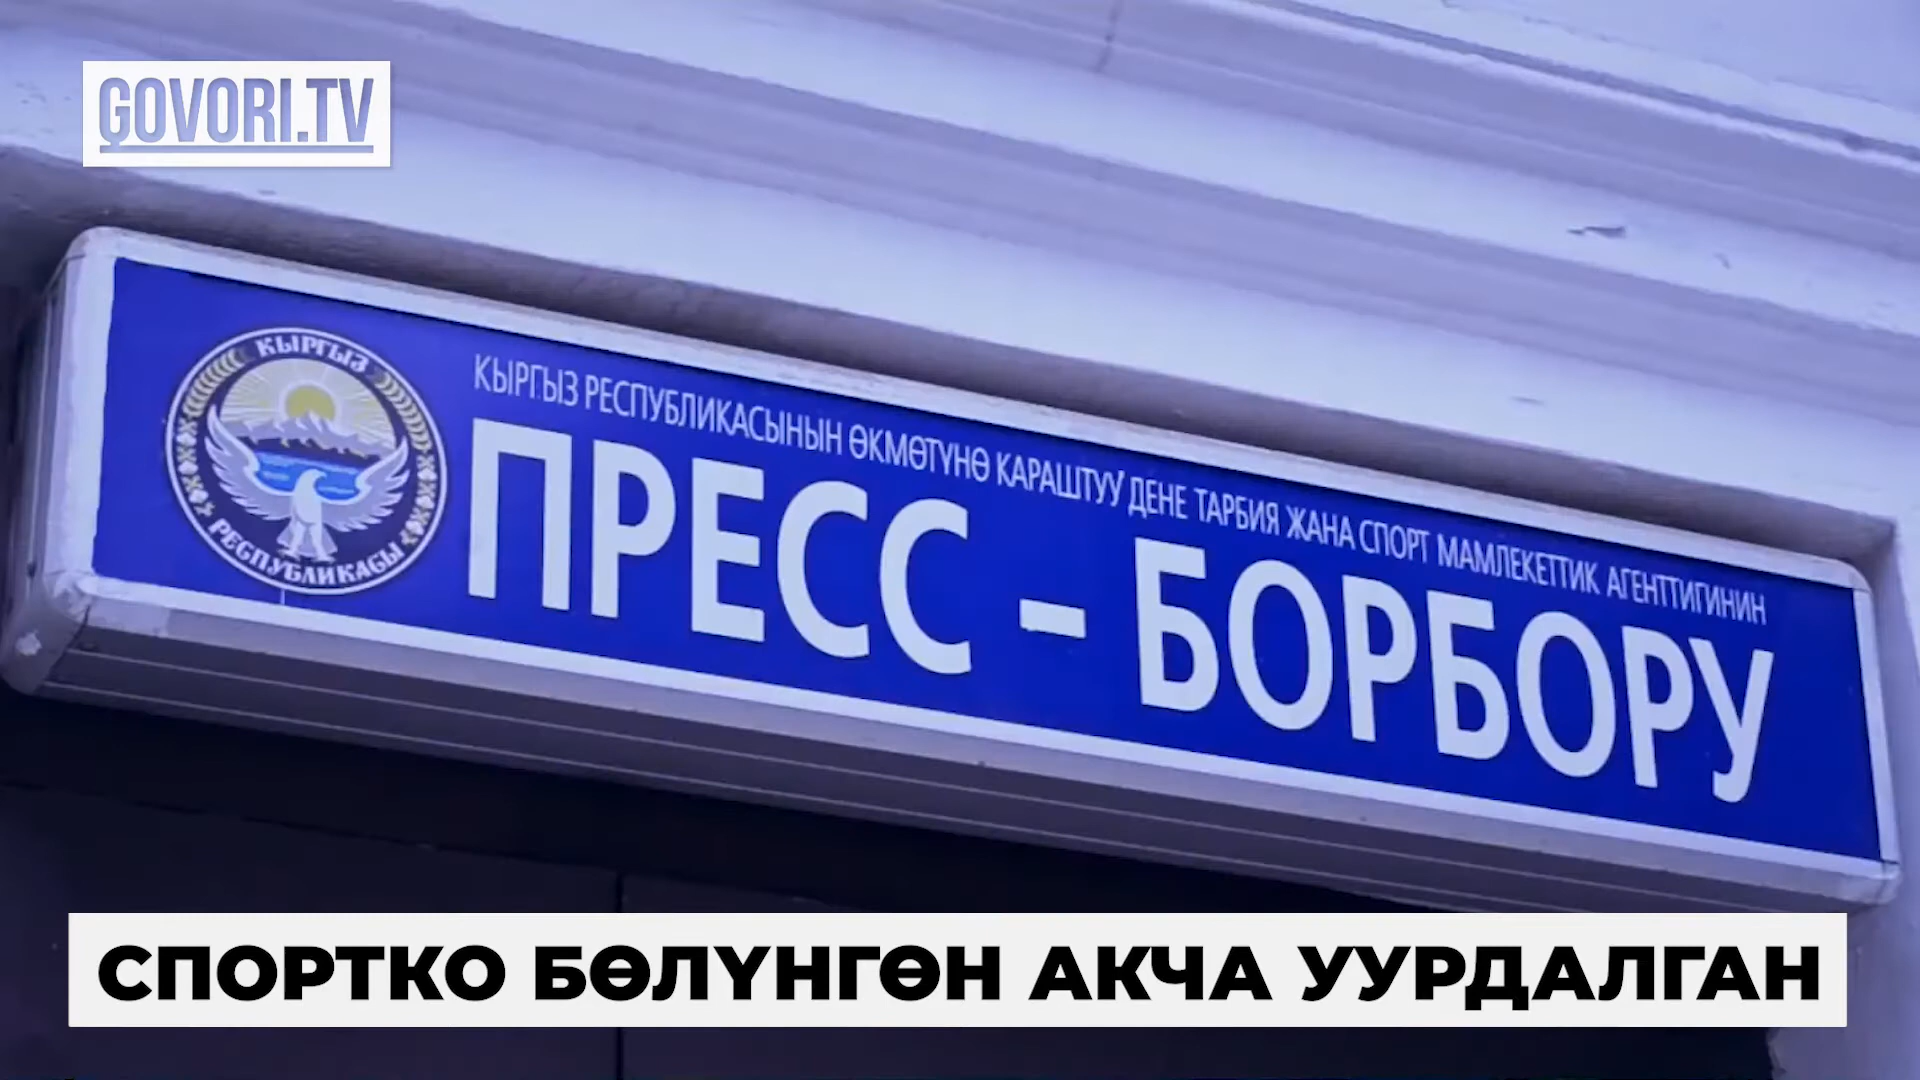 GOVORI.TV
КЫРГЫЗ
РЕСПУБЛИКАСЫ
КЫРГЫЗ РЕСПУБЛИКАСЫНЫН ӨКМӨТҮНӨ КАРАШТУУ ДЕНЕ ТАРБИЯ ЖАНА СПОРТ МАМЛЕКЕТТИК АГЕНТТИГИНИН
ПРЕСС - БОРБОРУ
СПОРТКО БӨЛҮНГӨН АКЧА УУРДАЛГАН